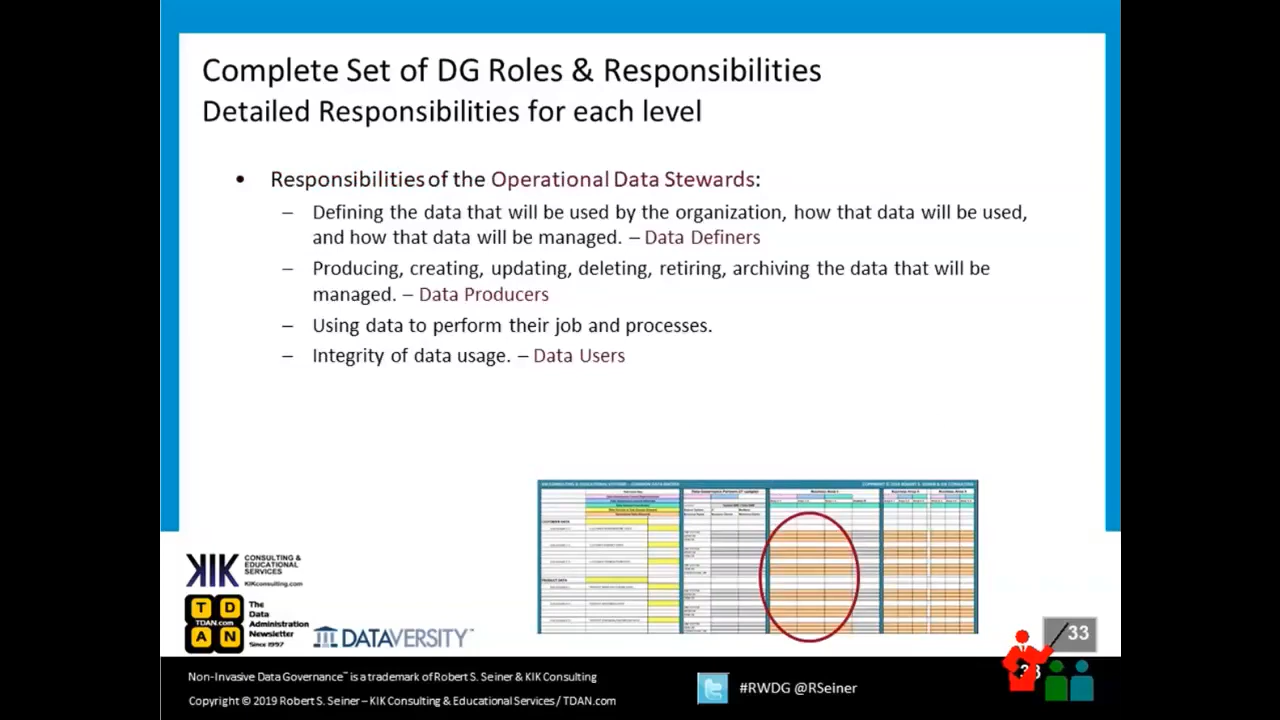 Complete Set of DG Roles & Responsibilities
Detailed Responsibilities for each level
• Responsibilities of the Operational Data Stewards:
– Defining the data that will be used by the organization, how that data will be used,
and how that data will be managed. – Data Definers
– Producing, creating, updating, deleting, retiring, archiving the data that will be
managed. – Data Producers
– Using data to perform their job and processes.
– Integrity of data usage. – Data Users
CUSTOMER DATA
PRODUCT DATA
KIK CONSULTING &
EDUCATIONAL
SERVICES
KIKconsulting.com
T D
TDAN.com
A N
The
Data
Administration
Newsletter
Since 1997
DATAVERSITY™
33
Non-Invasive Data Governance™ is a trademark of Robert S. Seiner & KIK Consulting
Copyright © 2019 Robert S. Seiner – KIK Consulting & Educational Services / TDAN.com
#RWDG @RSeiner